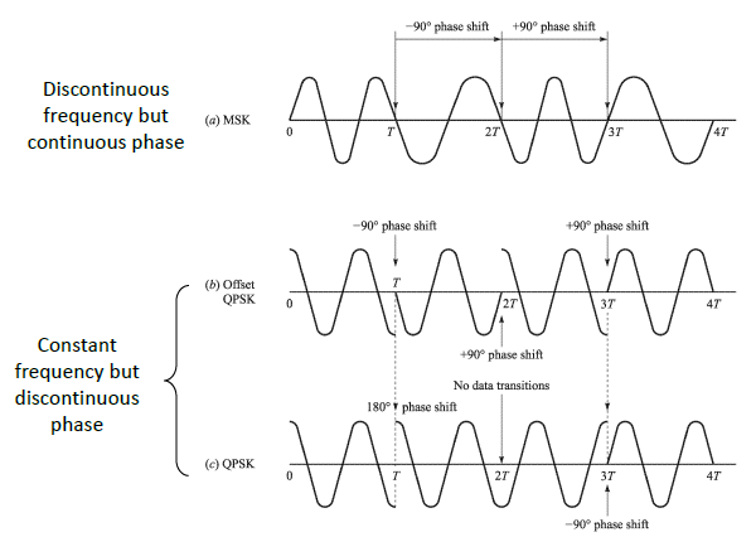 −90° phase shift
+90° phase shift
Discontinuous
frequency but
continuous phase
(a) MSK
0
T
2T
3T
4T
−90° phase shift
+90° phase shift
(b) Offset
QPSK
0
T
2T
3T
4T
+90° phase shift
Constant
frequency but
discontinuous
phase
No data transitions
180° phase shift
(c) QPSK
0
T
2T
3T
4T
−90° phase shift